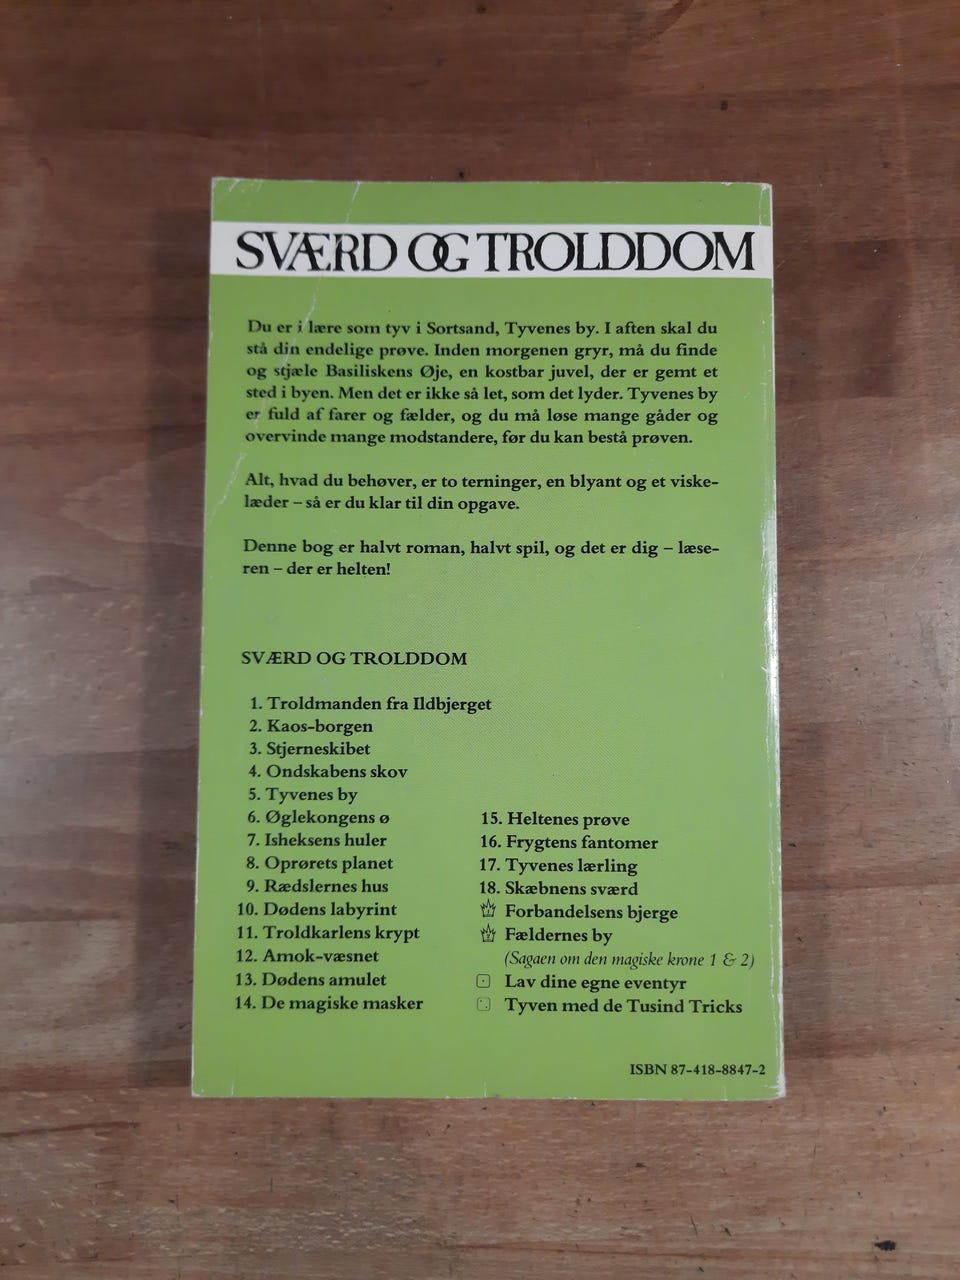 SVÆRD OG TROLDDOM
Du er i lære som tyv i Sortsand, Tyvenes by. I aften skal du
stå din endelige prøve. Inden morgenen gryr, må du finde
og stjæle Basiliskens Øje, en kostbar juvel, der er gemt et
sted i byen. Men det er ikke så let, som det lyder. Tyvenes by
er fuld af farer og fælder, og du må løse mange gåder og
overvinde mange modstandere, før du kan bestå prøven.
Alt, hvad du behøver, er to terninger, en blyant og et viske-
læder – så er du klar til din opgave.
Denne bog er halvt roman, halvt spil, og det er dig – læse-
ren – der er helten!
SVÆRD OG TROLDDOM
1. Troldmanden fra Ildbjerget
2. Kaos-borgen
3. Stjerneskibet
4. Ondskabens skov
5. Tyvenes by
6. Øglekongens ø
7. Isheksens huler
8. Oprørets planet
9. Rædslernes hus
10. Dødens labyrint
11. Troldkarlens krypt
12. Amok-væsnet
13. Dødens amulet
14. De magiske masker
15. Heltenes prøve
16. Frygtens fantomer
17. Tyvenes lærling
18. Skæbnens sværd
Forbandelsens bjerge
Fældernes by
(Sagaen om den magiske krone 1 & 2)
Lav dine egne eventyr
Tyven med de Tusind Tricks
ISBN 87-418-8847-2